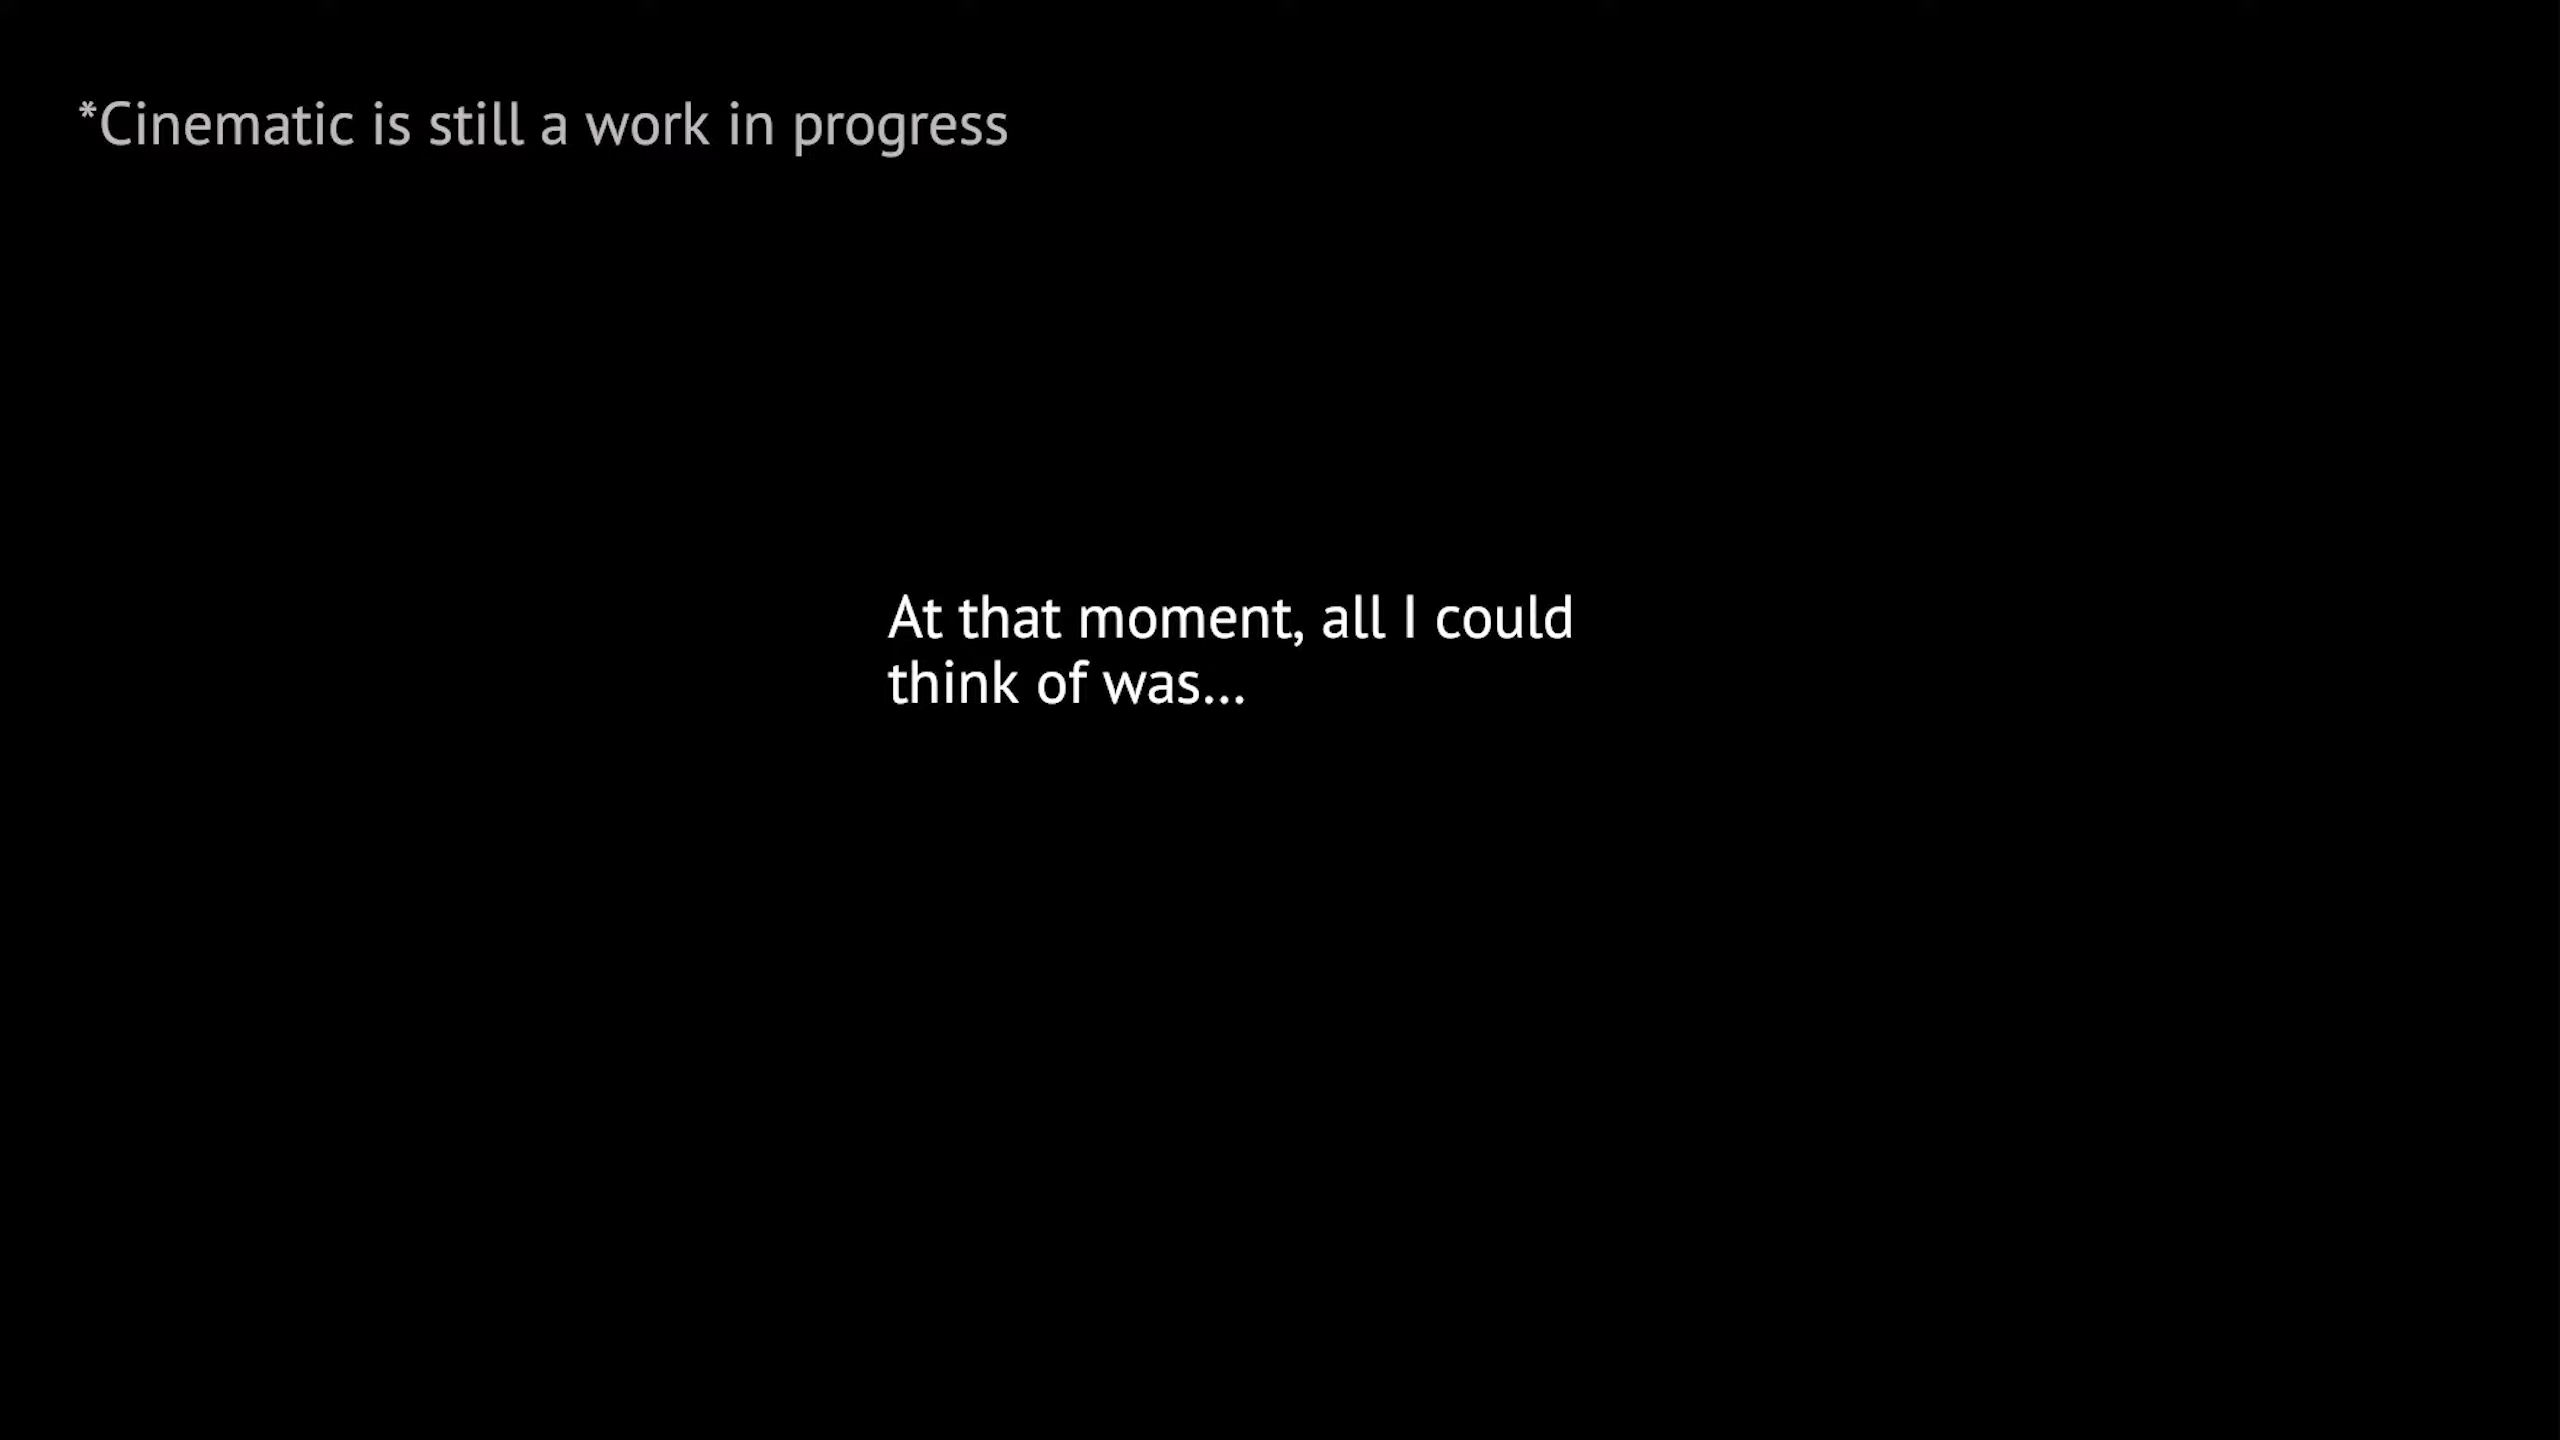 *Cinematic is still a work in progress
At that moment, all I could
think of was...